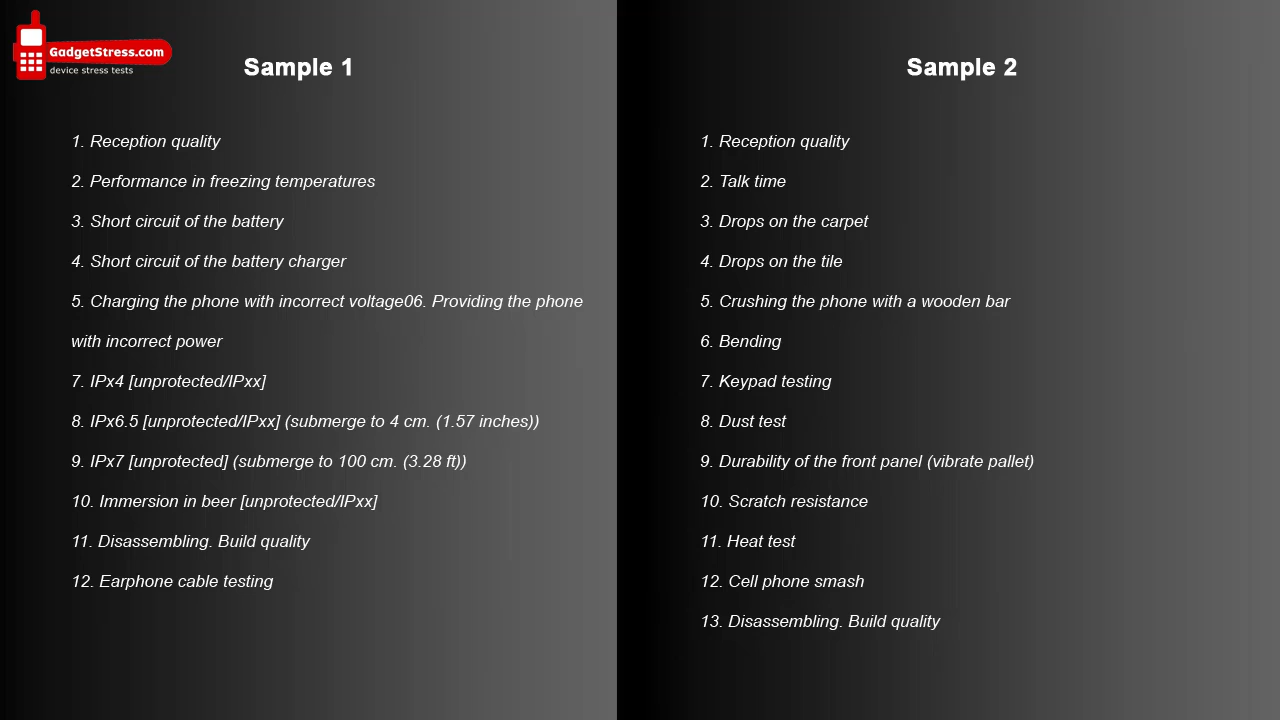 GadgetStress.com
device stress tests
Sample 1
1. Reception quality
2. Performance in freezing temperatures
3. Short circuit of the battery
4. Short circuit of the battery charger
5. Charging the phone with incorrect voltage06. Providing the phone
with incorrect power
7. IPx4 [unprotected/IPxx]
8. IPx6.5 [unprotected/IPxx] (submerge to 4 cm. (1.57 inches))
9. IPx7 [unprotected] (submerge to 100 cm. (3.28 ft))
10. Immersion in beer [unprotected/IPxx]
11. Disassembling. Build quality
12. Earphone cable testing
Sample 2
1. Reception quality
2. Talk time
3. Drops on the carpet
4. Drops on the tile
5. Crushing the phone with a wooden bar
6. Bending
7. Keypad testing
8. Dust test
9. Durability of the front panel (vibrate pallet)
10. Scratch resistance
11. Heat test
12. Cell phone smash
13. Disassembling. Build quality